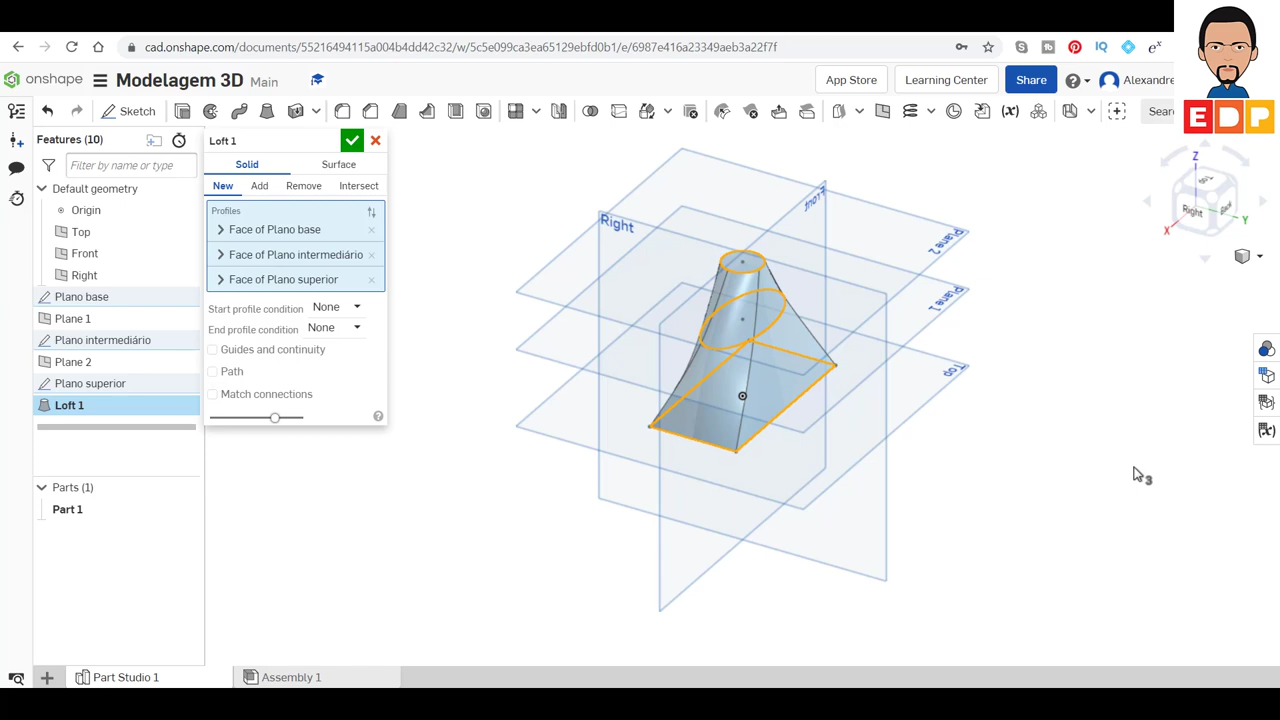 cad.onshape.com/documents/55216494115a004b4dd42c32/w/5c5e099ca3ea65129ebfd0b1/e/6987e416a23349aeb3a22f7f
IQ
e^x
onshape
Modelagem 3D
Main
App Store
Learning Center
Share
Alexandre
EDP
Sketch
(x)
Sear
Features (10)
Filter by name or type
Default geometry
Origin
Top
Front
Right
Plano base
Plane 1
Plano intermediário
Plane 2
Plano superior
Loft 1
Parts (1)
Part 1
Loft 1
Solid
Surface
New
Add
Remove
Intersect
Profiles
Face of Plano base
Face of Plano intermediário
Face of Plano superior
Start profile condition
None
End profile condition
None
Guides and continuity
Path
Match connections
Right
Front
Plane 2
Plane 1
Top
Z
Top
Right
Back
X
Y
3
(x)
Part Studio 1
Assembly 1